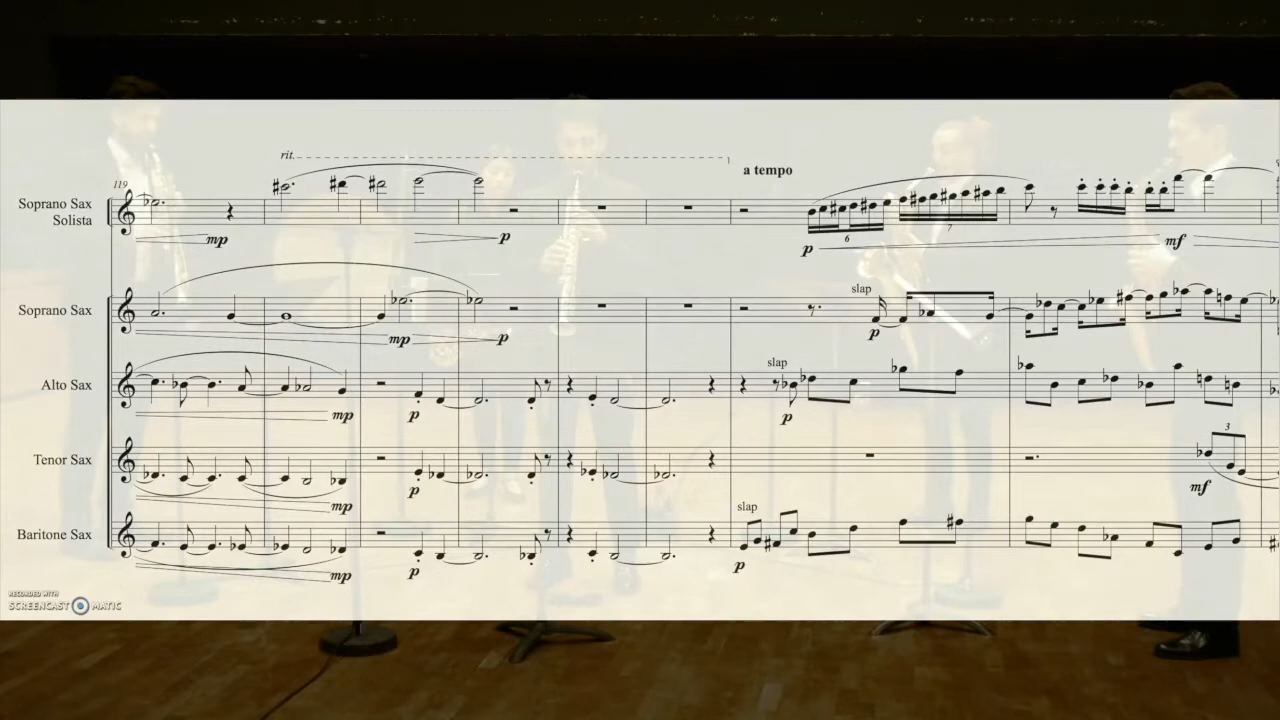 rit.
a tempo
119
Soprano Sax
Solista
mp
p
6
7
p
mf
Soprano Sax
slap
mp
p
p
Alto Sax
slap
mp
p
p
Tenor Sax
3
mp
p
mf
Baritone Sax
slap
mp
p
p
RECORDED WITH
SCREENCAST MATIC